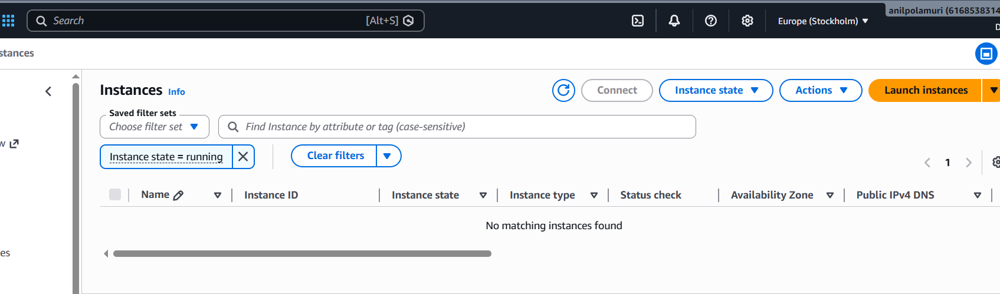 anilpolamuri (6168538314
Search [Alt+S] Europe (Stockholm)
stances
Instances Info Connect Instance state Actions Launch instances
Saved filter sets
Choose filter set Find Instance by attribute or tag (case-sensitive)
Instance state = running Clear filters
1
Name Instance ID Instance state Instance type Status check Availability Zone Public IPv4 DNS
No matching instances found
es